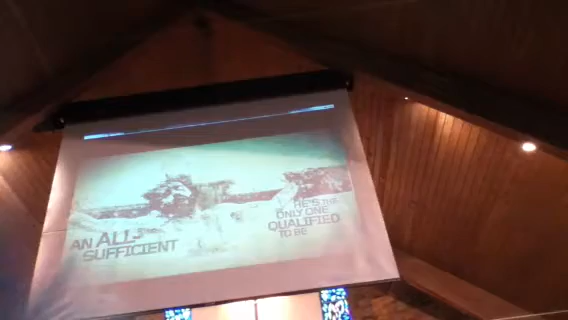 AN ALL
SUFFICIENT
HE'S THE
ONLY ONE
QUALIFIED
TO BE